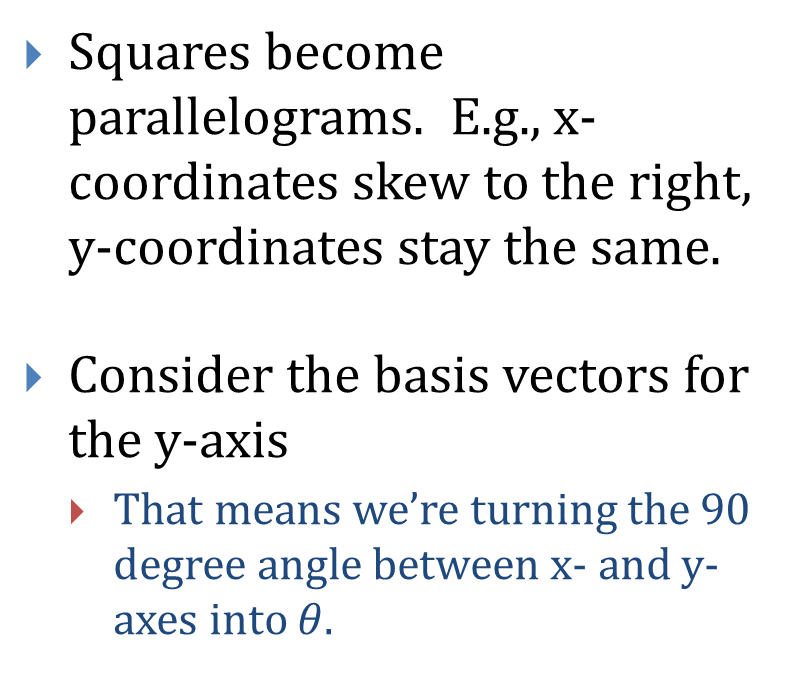 Squares become
parallelograms.  E.g., x-
coordinates skew to the right,
y-coordinates stay the same.
Consider the basis vectors for
the y-axis
That means we’re turning the 90
degree angle between x- and y-
axes into θ.